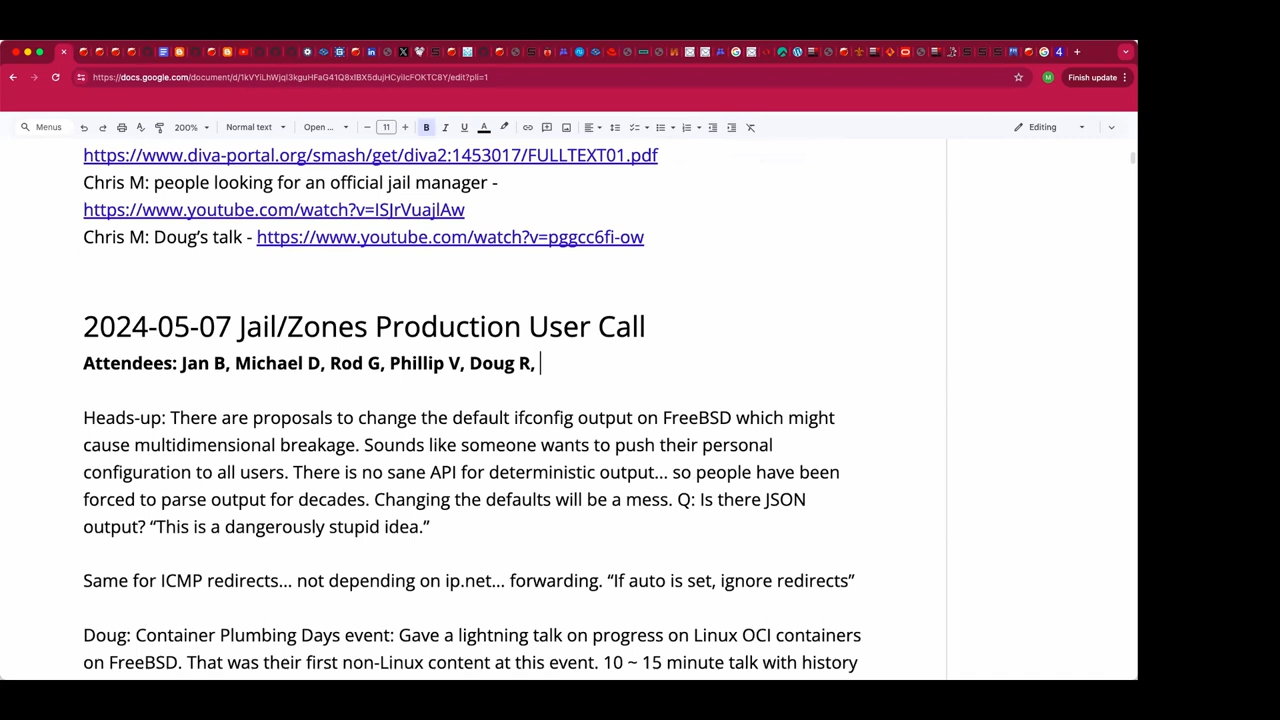 https://docs.google.com/document/d/1kVYiLhWjql3kguHFaG41Q8xIBX5dujHCyiIcFOKTC8Y/edit?pli=1
M
Finish update
Menus
200%
Normal text
Open ...
11
B
I
U
A
Editing
https://www.diva-portal.org/smash/get/diva2:1453017/FULLTEXT01.pdf
Chris M: people looking for an official jail manager -
https://www.youtube.com/watch?v=ISJrVuajlAw
Chris M: Doug’s talk - https://www.youtube.com/watch?v=pggcc6fi-ow
2024-05-07 Jail/Zones Production User Call
Attendees: Jan B, Michael D, Rod G, Phillip V, Doug R,
Heads-up: There are proposals to change the default ifconfig output on FreeBSD which might
cause multidimensional breakage. Sounds like someone wants to push their personal
configuration to all users. There is no sane API for deterministic output... so people have been
forced to parse output for decades. Changing the defaults will be a mess. Q: Is there JSON
output? “This is a dangerously stupid idea.”
Same for ICMP redirects... not depending on ip.net... forwarding. “If auto is set, ignore redirects”
Doug: Container Plumbing Days event: Gave a lightning talk on progress on Linux OCI containers
on FreeBSD. That was their first non-Linux content at this event. 10 ~ 15 minute talk with history